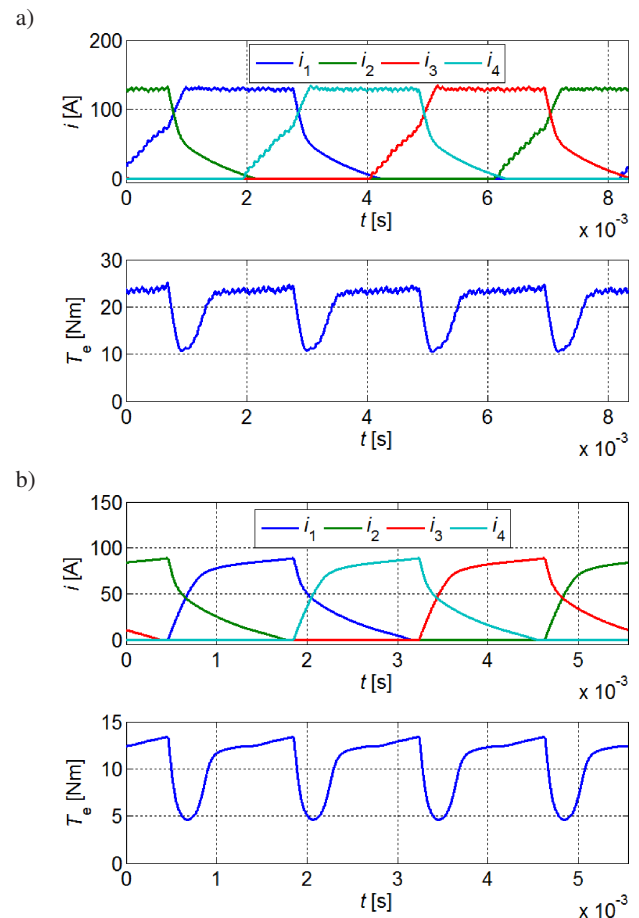 a)
200
100
0
i [A]
i1 i2 i3 i4
0 2 4 6 8
t [s]
x 10-3
30
20
10
0
Te [Nm]
0 2 4 6 8
t [s]
x 10-3
b)
150
100
50
0
i [A]
i1 i2 i3 i4
0 1 2 3 4 5
t [s]
x 10-3
15
10
5
0
Te [Nm]
0 1 2 3 4 5
t [s]
x 10-3